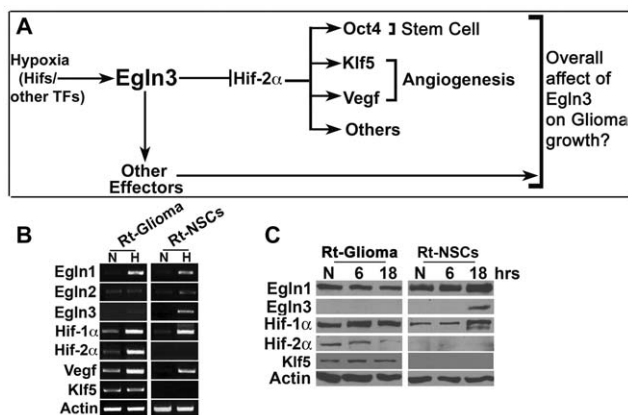 A
Hypoxia
(Hifs/
other TFs)
Egln3
Hif-2α
Oct4
Stem Cell
Klf5
Angiogenesis
Vegf
Others
Other
Effectors
Overall
affect of
Egln3
on Glioma
growth?
B
Rt-Glioma
Rt-NSCs
N H N H
Egln1
Egln2
Egln3
Hif-1α
Hif-2α
Vegf
Klf5
Actin
C
Rt-Glioma Rt-NSCs
N 6 18 N 6 18 hrs
Egln1
Egln3
Hif-1α
Hif-2α
Klf5
Actin